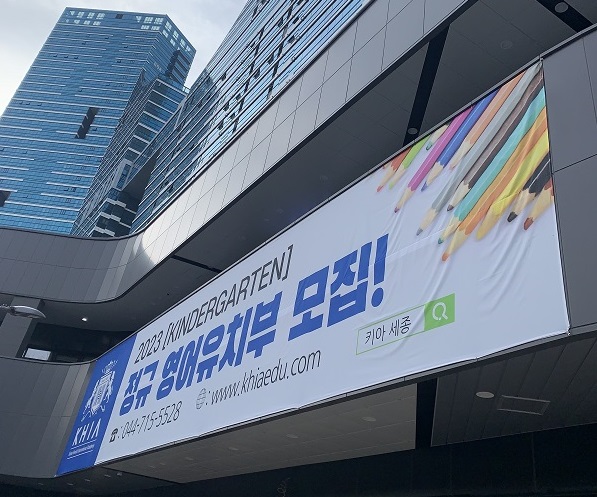 2023 [KINDERGARTEN]
정규 영어유치부 모집!
키아 세종
☎ : 044-715-5528
: www.khiaedu.com
KHIA